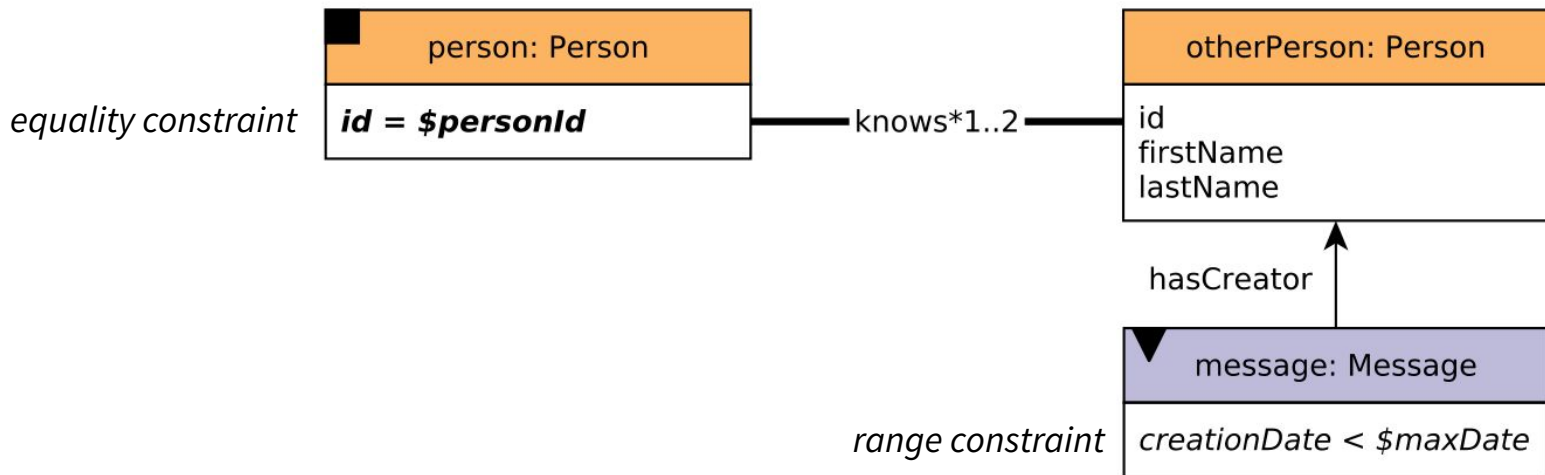 person: Person
otherPerson: Person
equality constraint
id = $personId
knows*1..2
id
firstName
lastName
hasCreator
message: Message
range constraint
creationDate < $maxDate